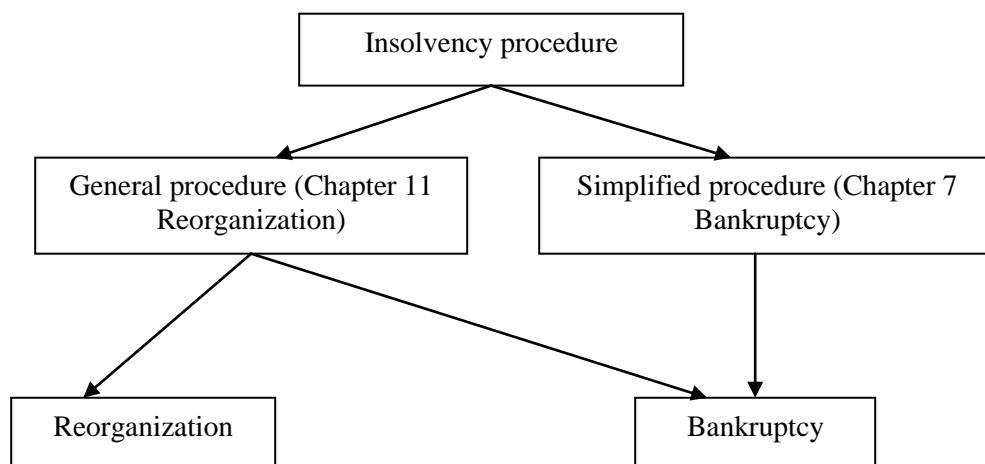 Insolvency procedure
General procedure (Chapter 11
Reorganization)
Simplified procedure (Chapter 7
Bankruptcy)
Reorganization
Bankruptcy